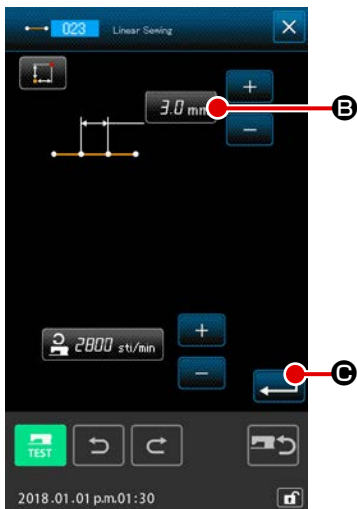 023 Linear Sewing
3.0 mm
B
C
2800 sti/min
TEST
2018.01.01 p.m.01:30